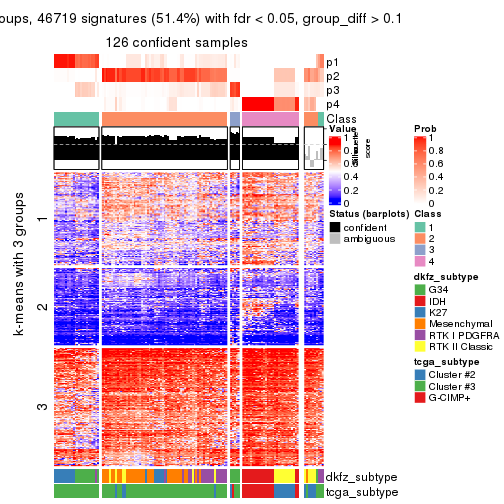 oups, 46719 signatures (51.4%) with fdr < 0.05, group_diff > 0.1
126 confident samples
p1
p2
p3
p4
Class
Silhouette
score
k-means with 3 groups
1
2
3
dkfz_subtype
tcga_subtype
Value
1
0.8
0.6
0.4
0.2
0
Status (barplots)
confident
ambiguous
Prob
1
0.8
0.6
0.4
0.2
0
Class
1
2
3
4
dkfz_subtype
G34
IDH
K27
Mesenchymal
RTK I PDGFRA
RTK II Classic
tcga_subtype
Cluster #2
Cluster #3
G-CIMP+